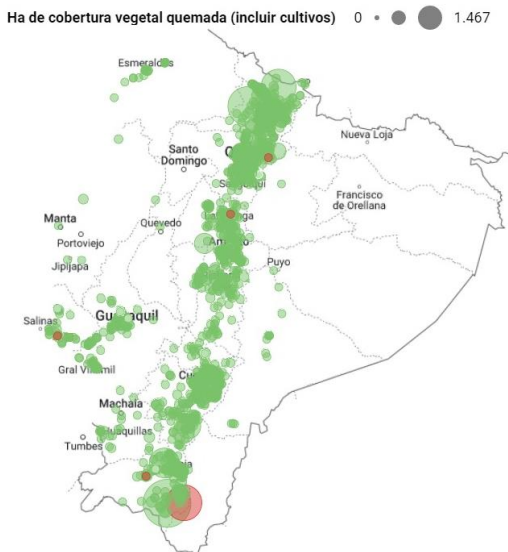 Ha de cobertura vegetal quemada (incluir cultivos) 0 1.467
Esmeraldas
Nueva Loja
Santo
Domingo
Francisco
de Orellana
Manta
Quevedo
Portoviejo
Puyo
Jipijapa
Salinas
Guayaquil
Gral Villamil
Machala
Huaquillas
Tumbes